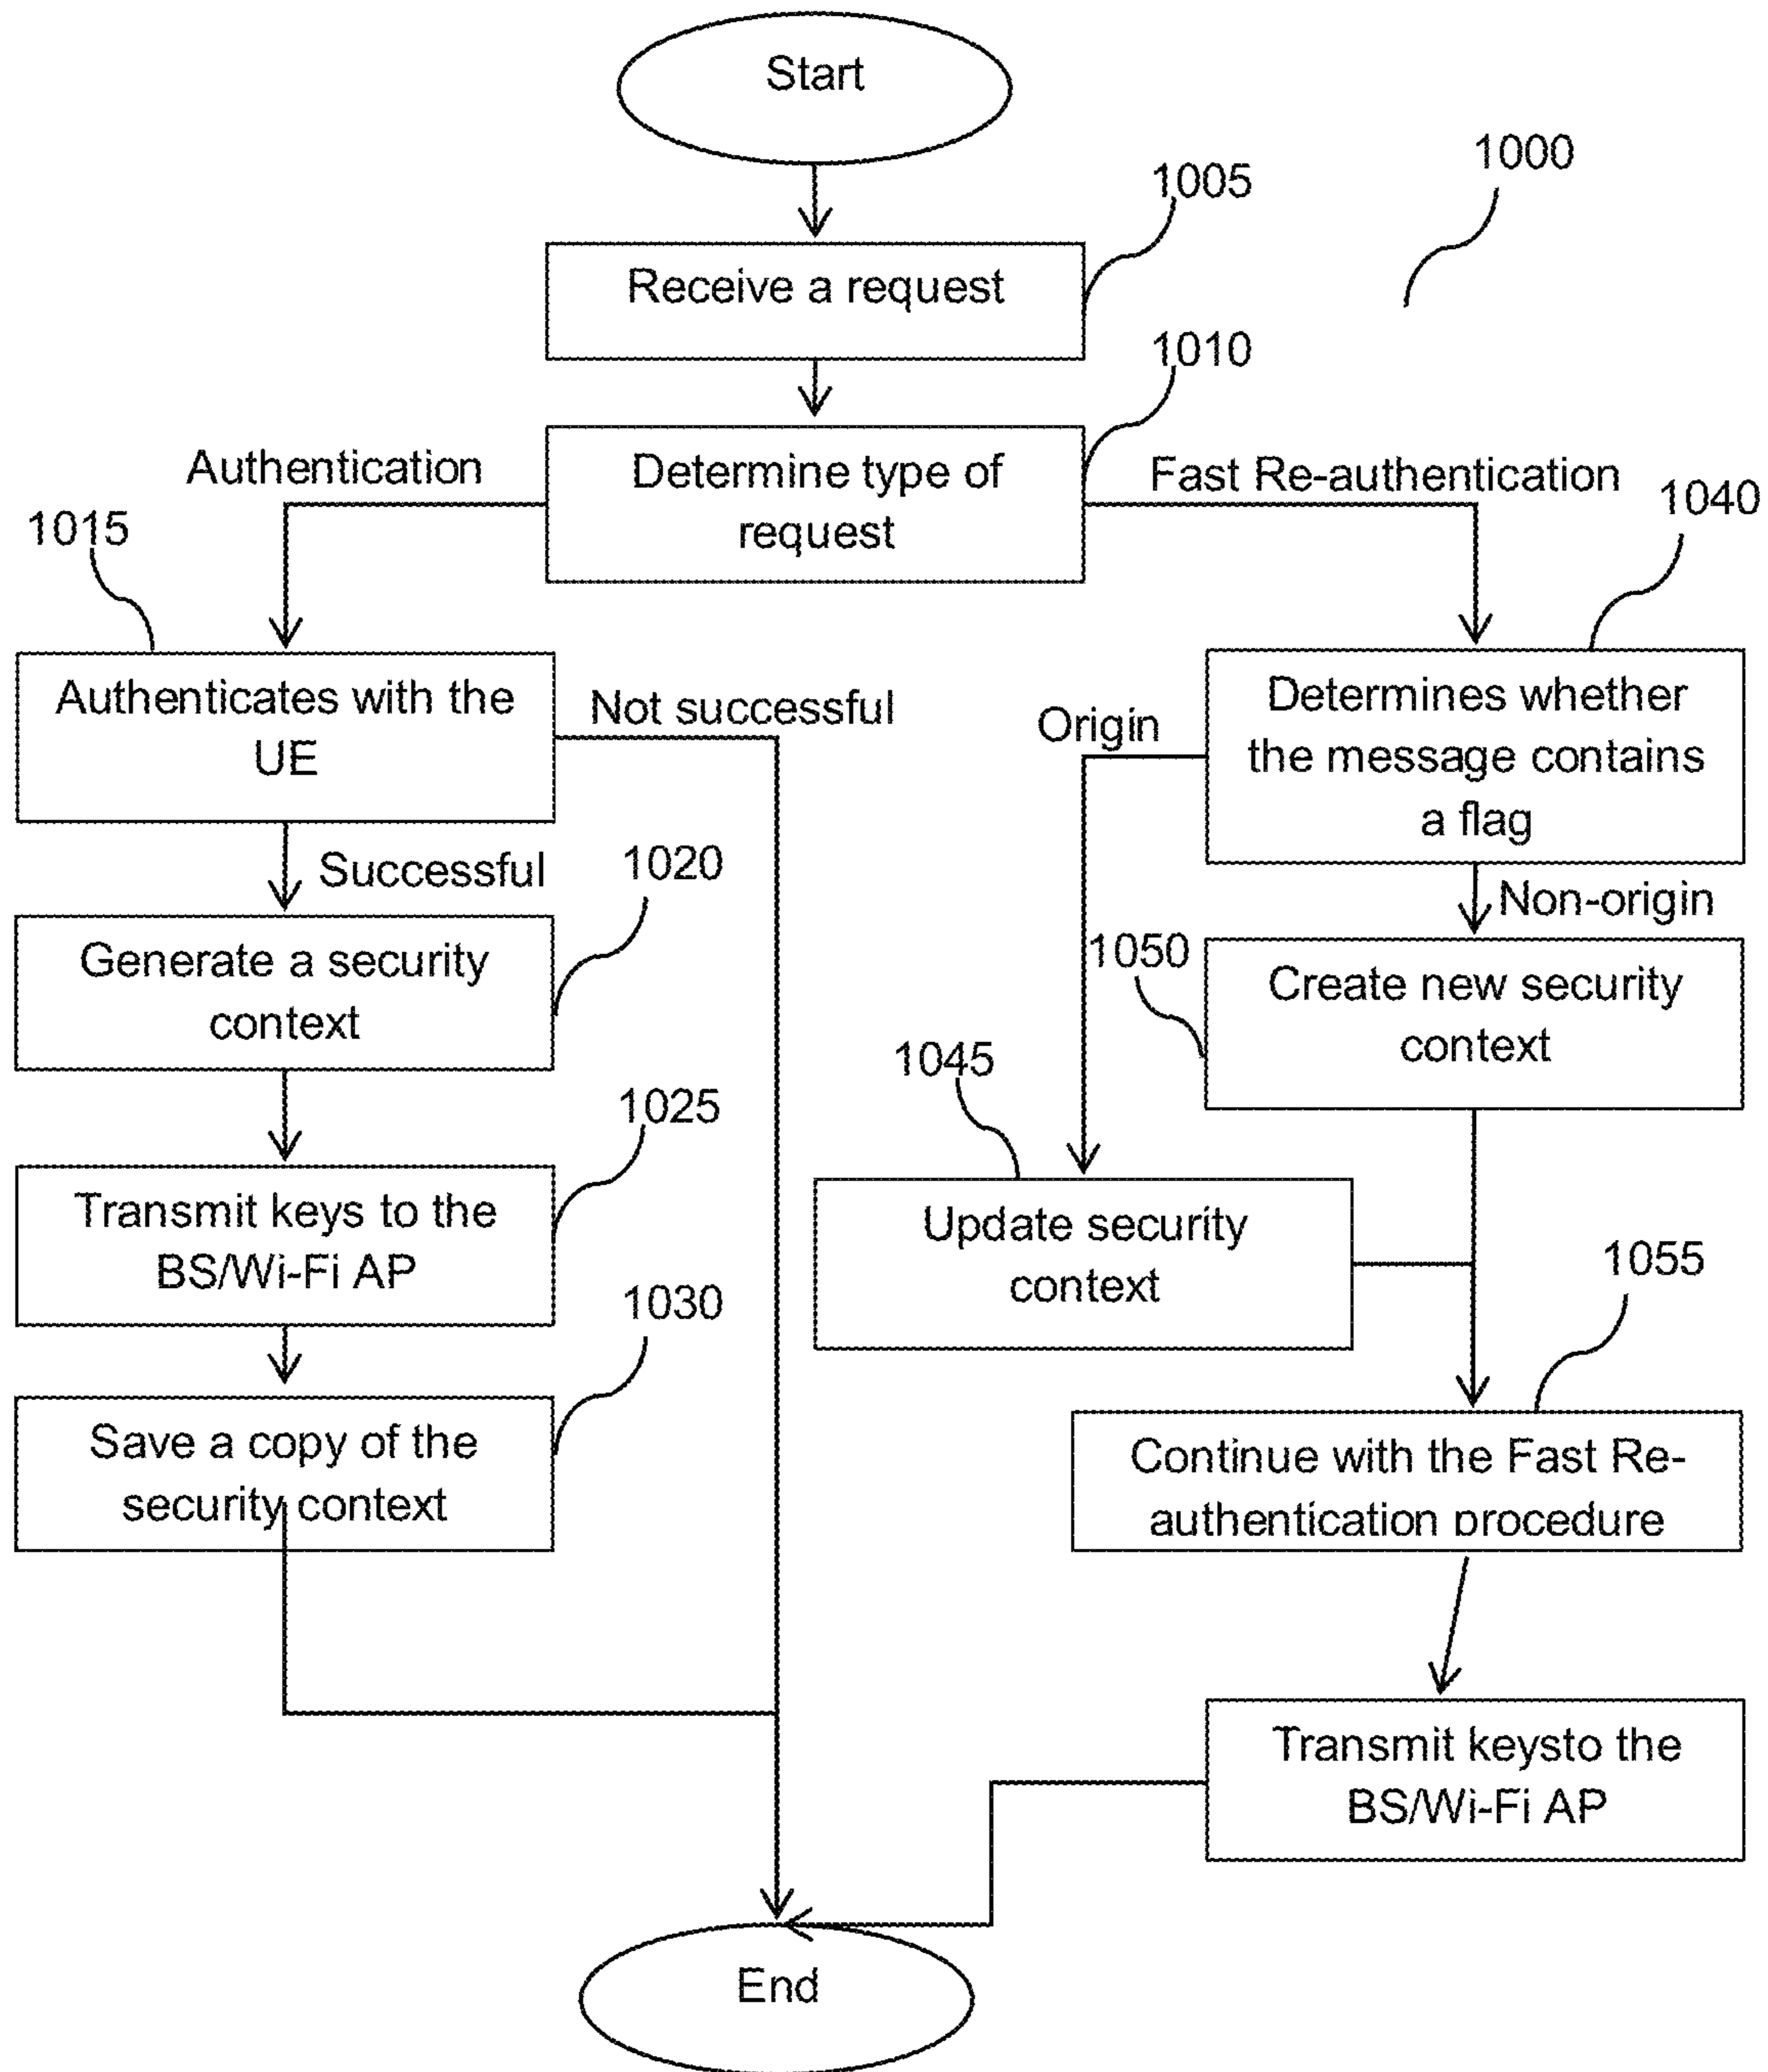 Start
1000
1005
Receive a request
1010
Authentication
Determine type of
request
Fast Re-authentication
1040
1015
Authenticates with the
UE
Not successful
Origin
Determines whether
the message contains
a flag
Successful
1020
Non-origin
Generate a security
context
1050
Create new security
context
1045
1025
Transmit keys to the
BS/Wi-Fi AP
Update security
context
1055
1030
Save a copy of the
security context
Continue with the Fast Re-
authentication procedure
Transmit keysto the
BS/Wi-Fi AP
End